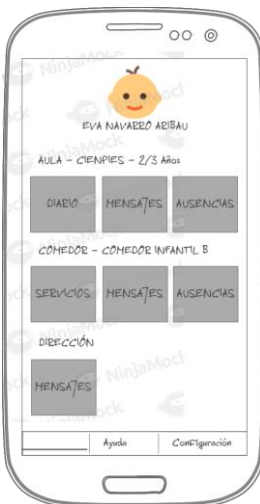 EVA NAVARRO ARIBAU
AULA - CIENPIES - 2/3 Años
DIARIO MENSAJES AUSENCIAS
COMEDOR - COMEDOR INFANTIL B
SERVICIOS MENSAJES AUSENCIAS
DIRECCIÓN
MENSAJES
Ayuda Configuración
NinjaMock